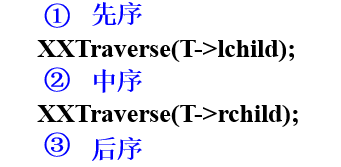 ① 先序
XXTraverse(T->lchild);
② 中序
XXTraverse(T->rchild);
③ 后序